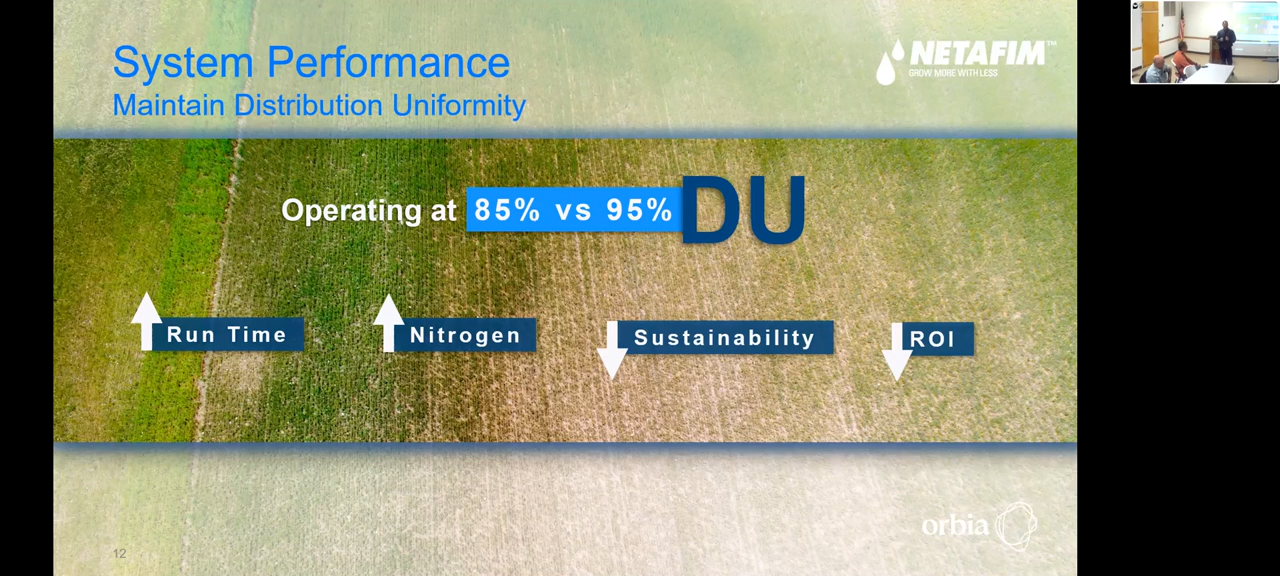 System Performance
Maintain Distribution Uniformity
NETAFIM™
GROW MORE WITH LESS
Operating at 85% vs 95% DU
Run Time
Nitrogen
Sustainability
ROI
orbia
12